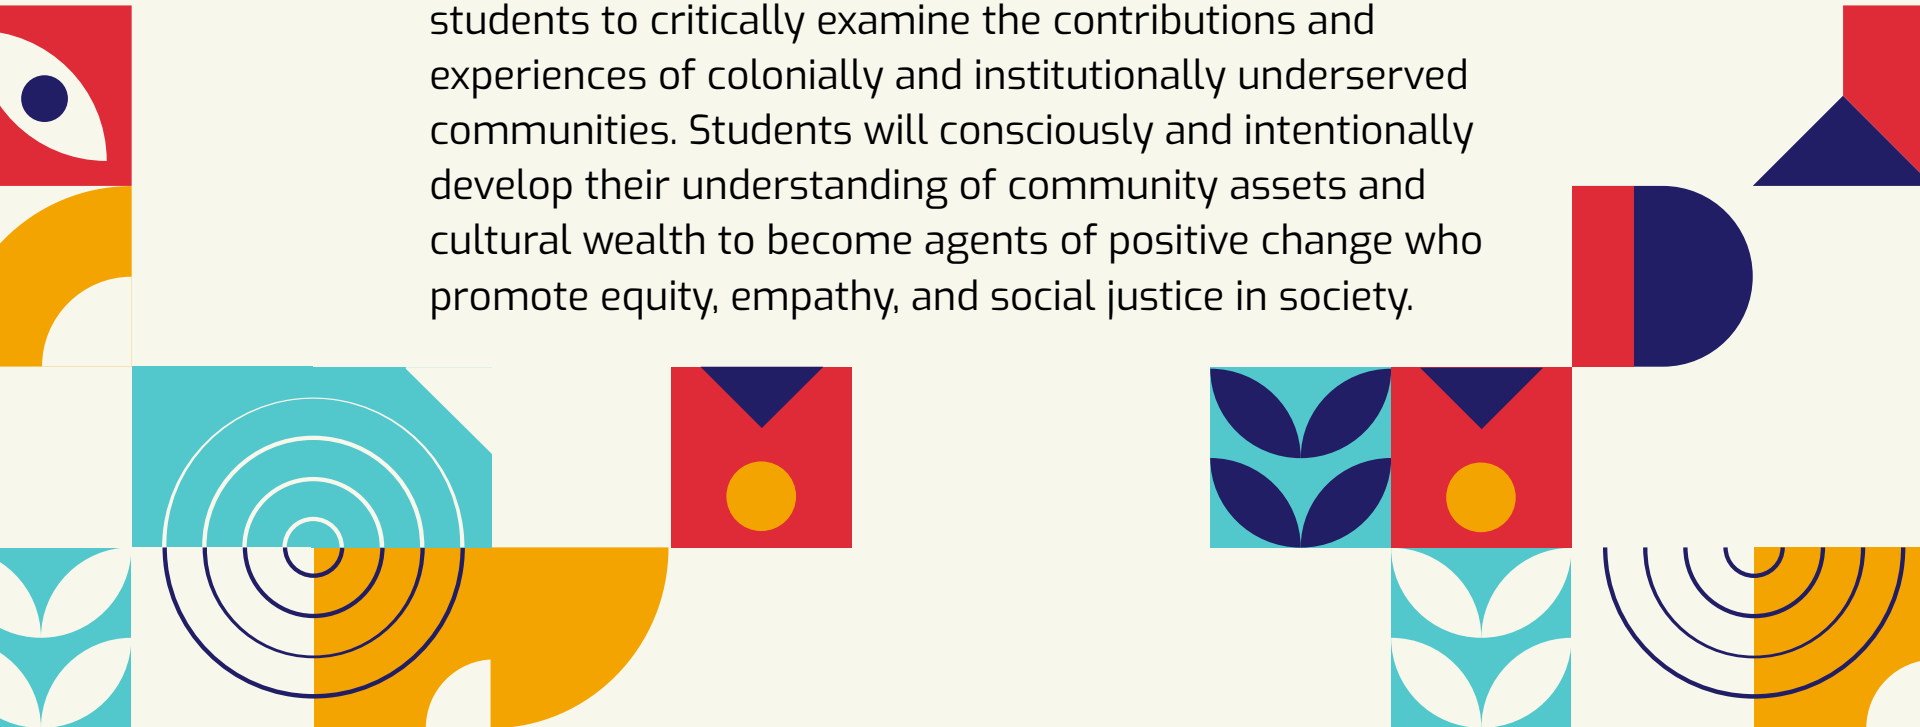 students to critically examine the contributions and
experiences of colonially and institutionally underserved
communities. Students will consciously and intentionally
develop their understanding of community assets and
cultural wealth to become agents of positive change who
promote equity, empathy, and social justice in society.